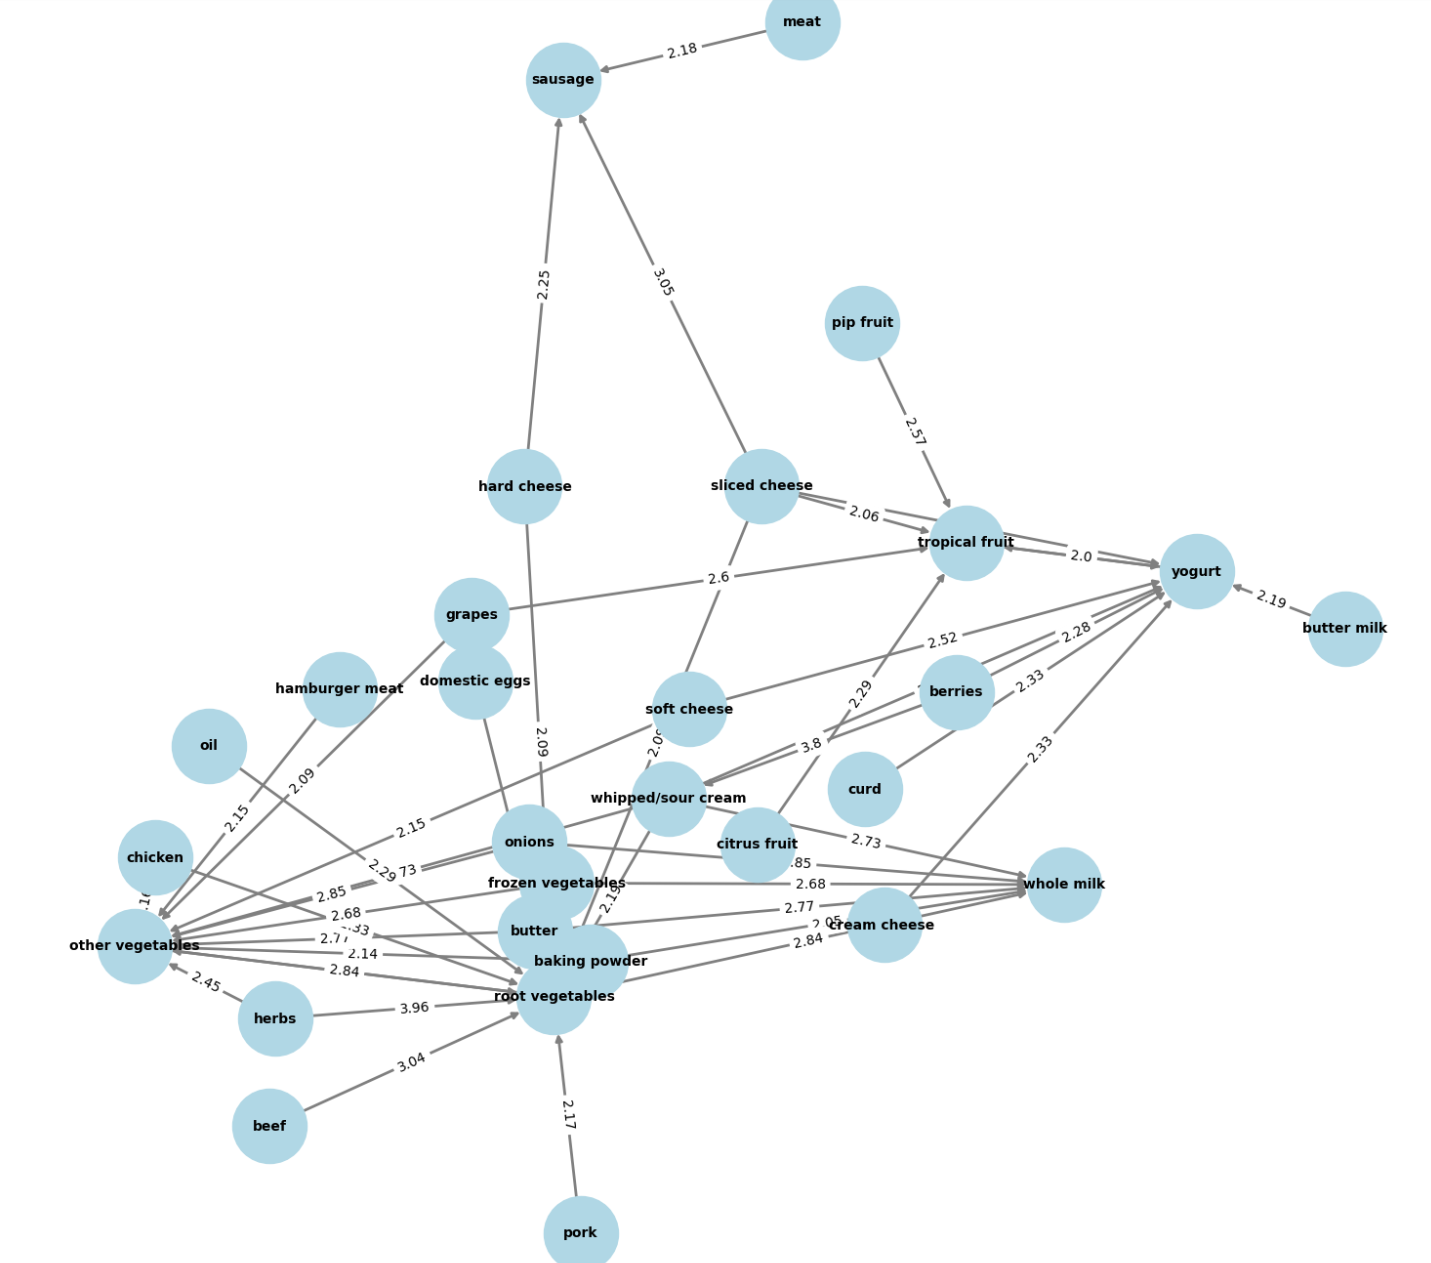 meat
2.18
sausage
2.25
3.05
pip fruit
2.57
hard cheese
sliced cheese
2.06
tropical fruit
2.0
yogurt
2.6
2.19
grapes
butter milk
2.28
2.52
hamburger meat
domestic eggs
2.33
berries
soft cheese
2.29
oil
2.09
3.8
2.33
2.09
curd
whipped/sour cream
2.15
2.15
onions
citrus fruit
2.73
chicken
2.29
.85
73
frozen vegetables
2.68
whole milk
2.85
2.19
2.77
2.68
butter
2.05
cream cheese
.33
2.84
other vegetables
2.14
baking powder
2.84
root vegetables
2.45
3.96
herbs
3.04
2.17
beef
pork